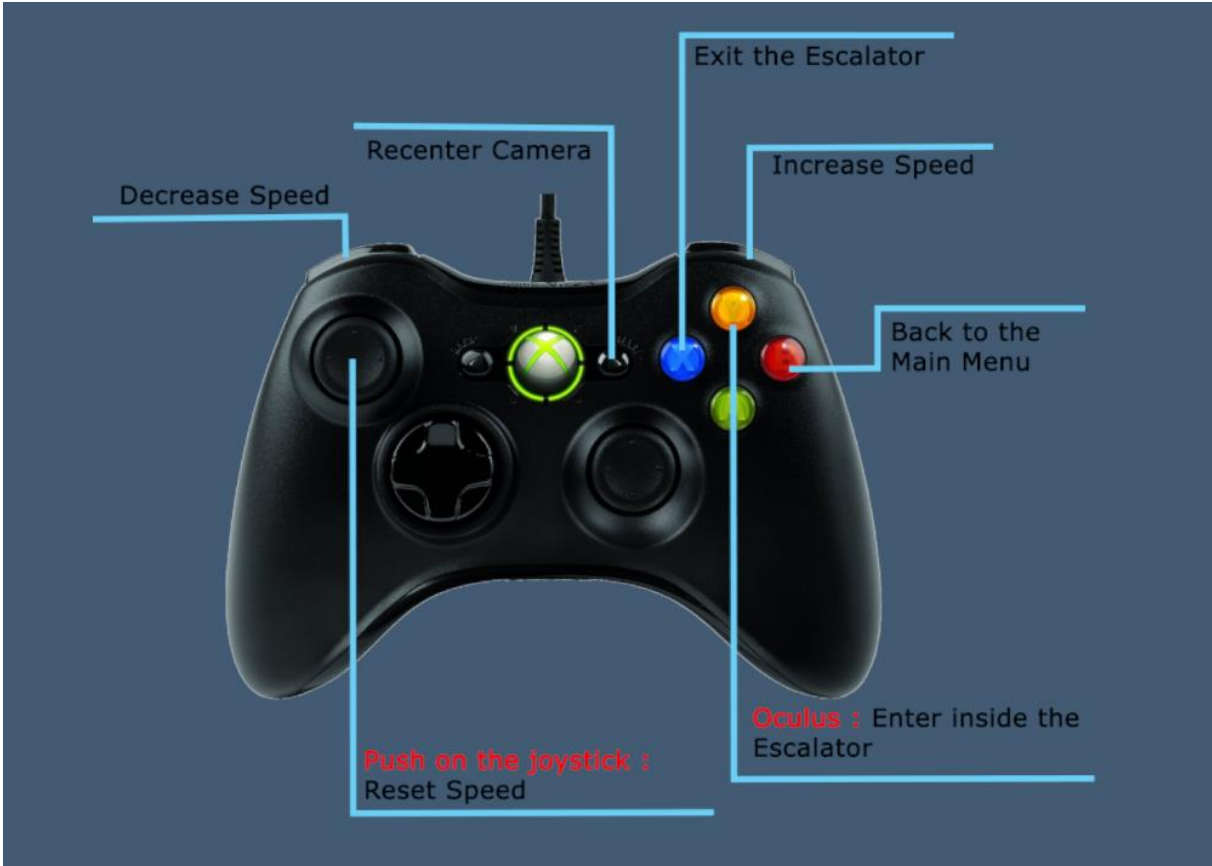 Exit the Escalator
Recenter Camera
Increase Speed
Decrease Speed
Back to the
Main Menu
X
Oculus : Enter inside the
Escalator
Push on the joystick :
Reset Speed